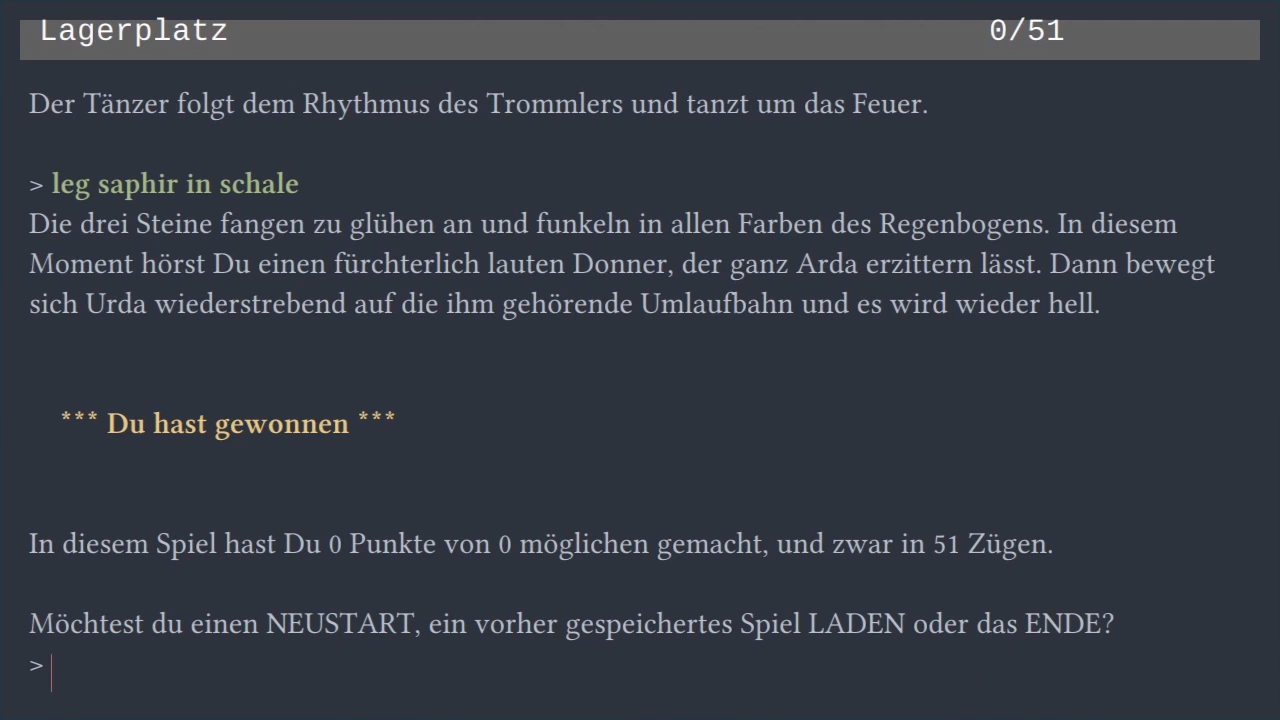 Lagerplatz 0/51
Der Tänzer folgt dem Rhythmus des Trommlers und tanzt um das Feuer.
> leg saphir in schale
Die drei Steine fangen zu glühen an und funkeln in allen Farben des Regenbogens. In diesem
Moment hörst Du einen fürchterlich lauten Donner, der ganz Arda erzittern lässt. Dann bewegt
sich Urda wiederstrebend auf die ihm gehörende Umlaufbahn und es wird wieder hell.
*** Du hast gewonnen ***
In diesem Spiel hast Du 0 Punkte von 0 möglichen gemacht, und zwar in 51 Zügen.
Möchtest du einen NEUSTART, ein vorher gespeichertes Spiel LADEN oder das ENDE?
>